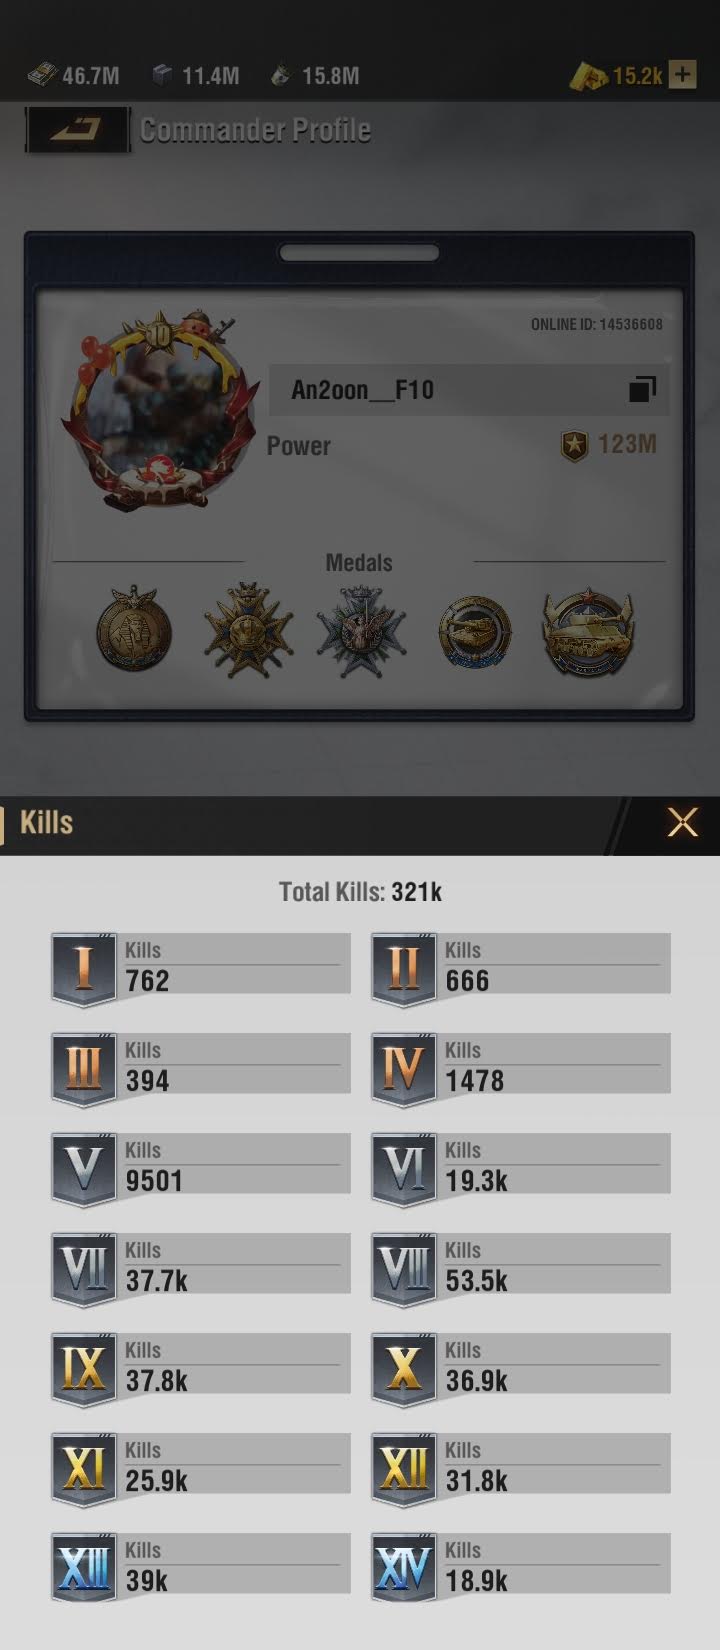 46.7M 11.4M 15.8M 15.2k +
Commander Profile
ONLINE ID: 14536608
10
An2oon__F10
Power 123M
Medals
Kills
Total Kills: 321k
I Kills 762
II Kills 666
III Kills 394
IV Kills 1478
V Kills 9501
VI Kills 19.3k
VII Kills 37.7k
VIII Kills 53.5k
IX Kills 37.8k
X Kills 36.9k
XI Kills 25.9k
XII Kills 31.8k
XIII Kills 39k
XIV Kills 18.9k